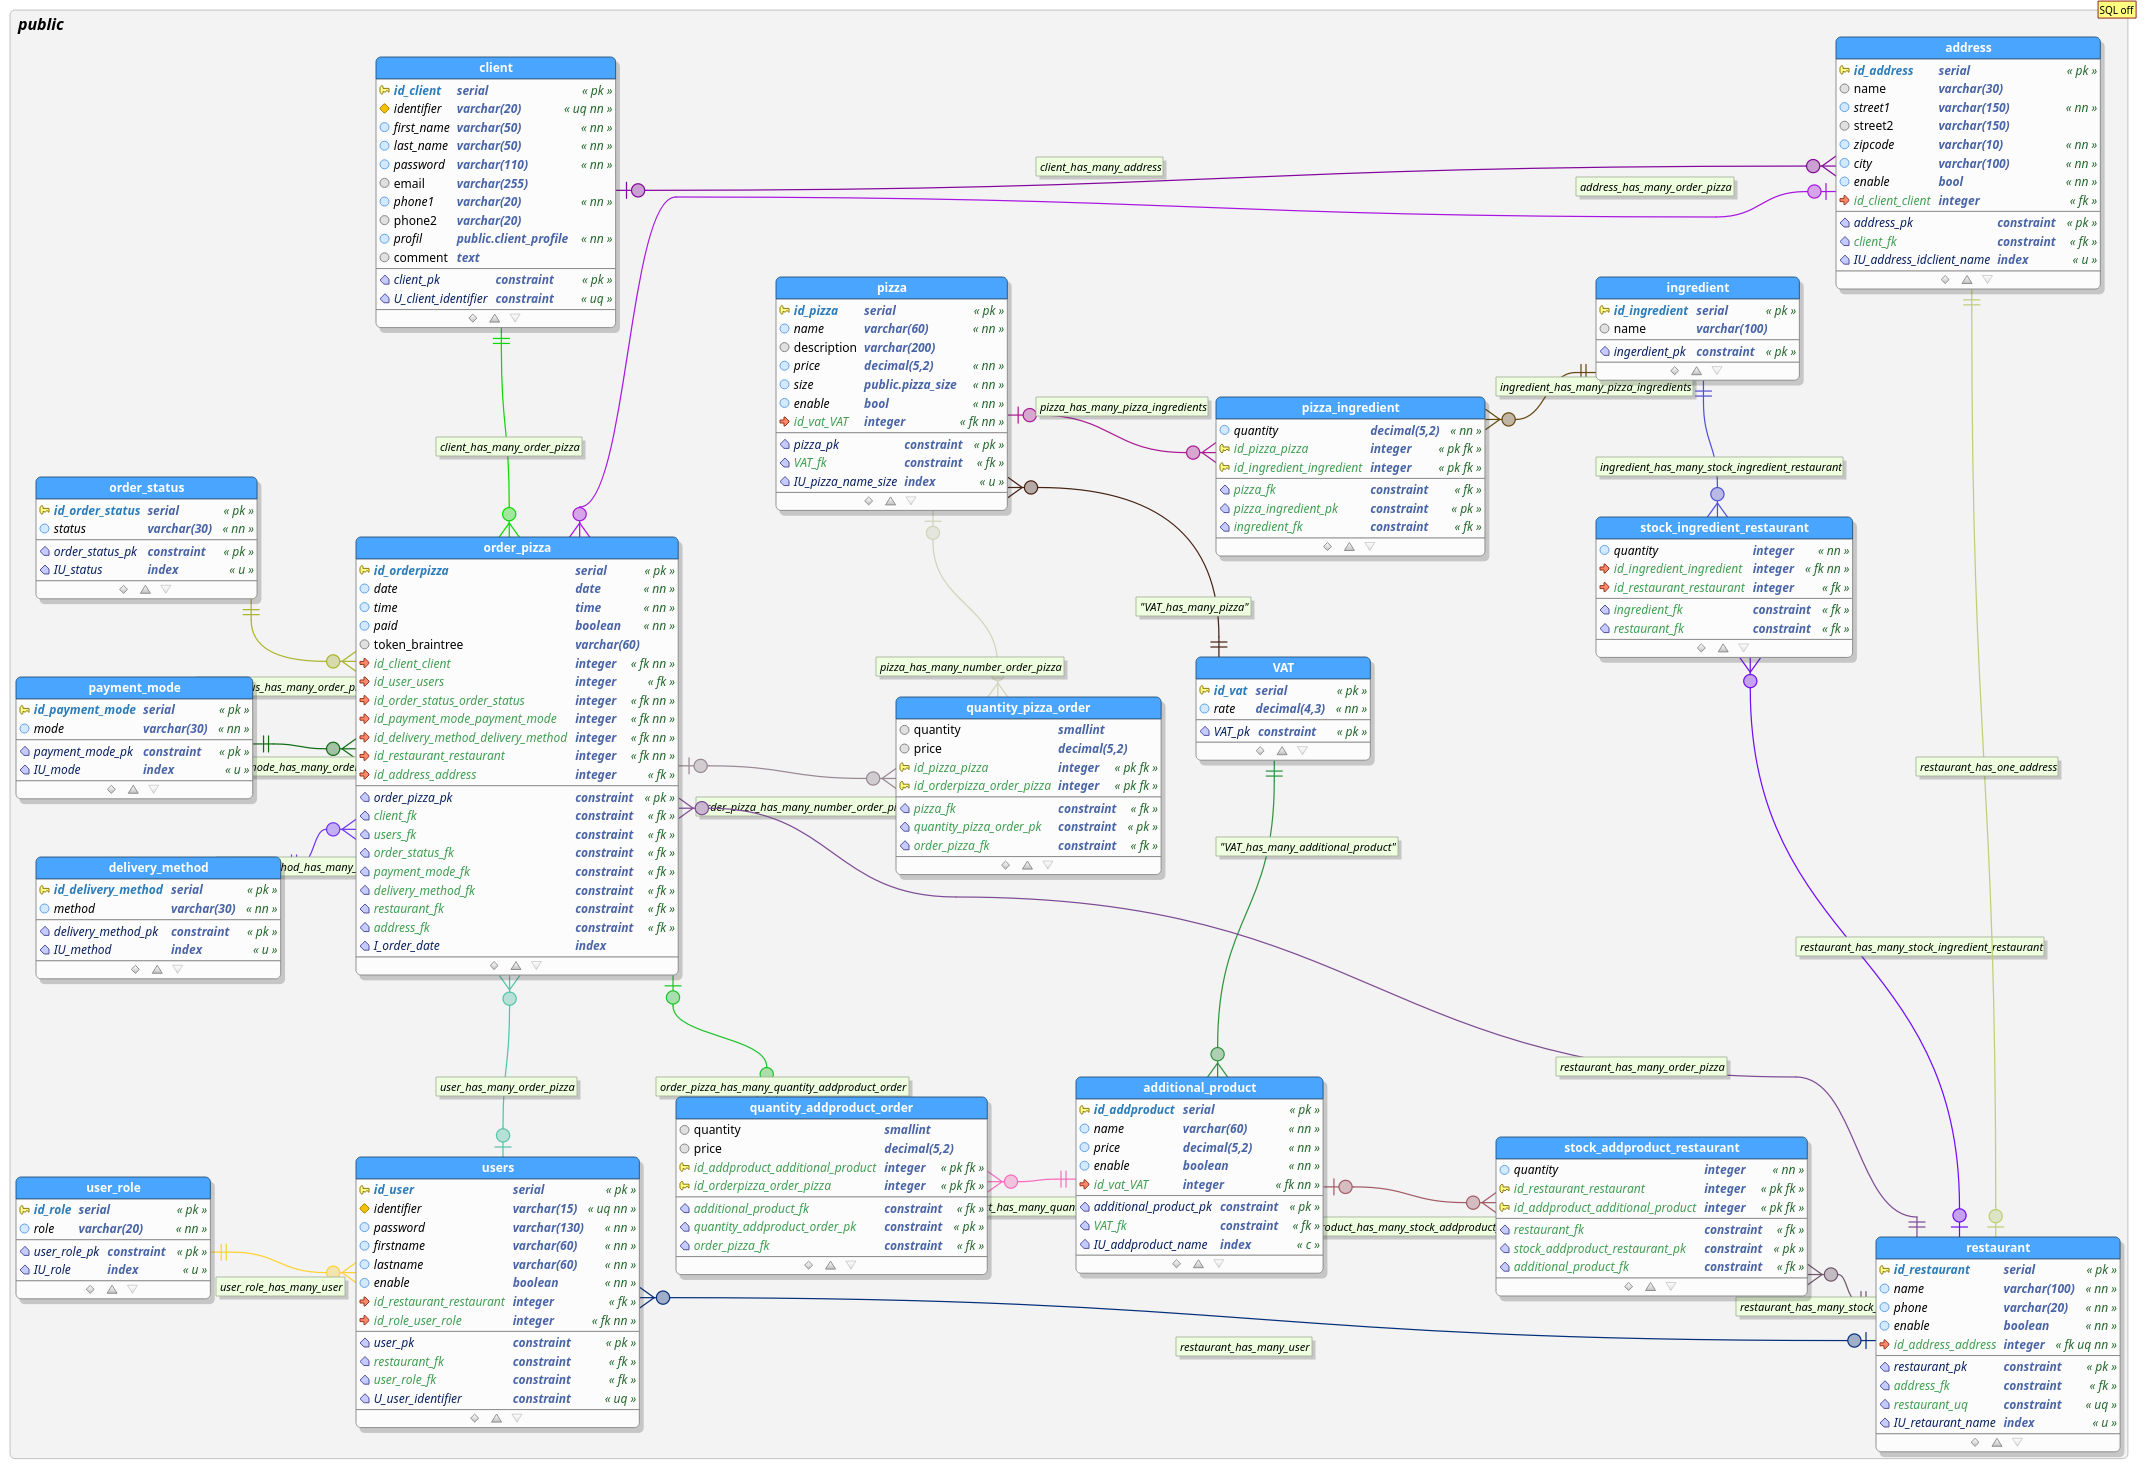 public
SQL off
client
id_client serial « pk »
identifier varchar(20) « uq nn »
first_name varchar(50) « nn »
last_name varchar(50) « nn »
password varchar(110) « nn »
email varchar(255)
phone1 varchar(20) « nn »
phone2 varchar(20)
profil public.client_profile « nn »
comment text
client_pk constraint « pk »
U_client_identifier constraint « uq »
address
id_address serial « pk »
name varchar(30)
street1 varchar(150) « nn »
street2 varchar(150)
zipcode varchar(10) « nn »
city varchar(100) « nn »
enable bool « nn »
id_client_client integer « fk »
address_pk constraint « pk »
client_fk constraint « fk »
IU_address_idclient_name index « u »
client_has_many_address
address_has_many_order_pizza
pizza
id_pizza serial « pk »
name varchar(60) « nn »
description varchar(200)
price decimal(5,2) « nn »
size public.pizza_size « nn »
enable bool « nn »
id_vat_VAT integer « fk nn »
pizza_pk constraint « pk »
VAT_fk constraint « fk »
IU_pizza_name_size index « u »
ingredient
id_ingredient serial « pk »
name varchar(100)
ingerdient_pk constraint « pk »
ingredient_has_many_pizza_ingredients
pizza_has_many_pizza_ingredients
pizza_ingredient
quantity decimal(5,2) « nn »
id_pizza_pizza integer « pk fk »
id_ingredient_ingredient integer « pk fk »
pizza_fk constraint « fk »
pizza_ingredient_pk constraint « pk »
ingredient_fk constraint « fk »
client_has_many_order_pizza
ingredient_has_many_stock_ingredient_restaurant
order_status
id_order_status serial « pk »
status varchar(30) « nn »
order_status_pk constraint « pk »
IU_status index « u »
stock_ingredient_restaurant
quantity integer « nn »
id_ingredient_ingredient integer « fk nn »
id_restaurant_restaurant integer « fk »
ingredient_fk constraint « fk »
restaurant_fk constraint « fk »
order_pizza
id_orderpizza serial « pk »
date date « nn »
time time « nn »
paid boolean « nn »
token_braintree varchar(60)
id_client_client integer « fk nn »
id_user_users integer « fk »
id_order_status_order_status integer « fk nn »
id_payment_mode_payment_mode integer « fk nn »
id_delivery_method_delivery_method integer « fk nn »
id_restaurant_restaurant integer « fk nn »
id_address_address integer « fk »
order_pizza_pk constraint « pk »
client_fk constraint « fk »
users_fk constraint « fk »
order_status_fk constraint « fk »
payment_mode_fk constraint « fk »
delivery_method_fk constraint « fk »
restaurant_fk constraint « fk »
address_fk constraint « fk »
I_order_date index
"VAT_has_many_pizza"
pizza_has_many_number_order_pizza
VAT
id_vat serial « pk »
rate decimal(4,3) « nn »
VAT_pk constraint « pk »
payment_mode
id_payment_mode serial « pk »
mode varchar(30) « nn »
payment_mode_pk constraint « pk »
IU_mode index « u »
quantity_pizza_order
quantity smallint
price decimal(5,2)
id_pizza_pizza integer « pk fk »
id_orderpizza_order_pizza integer « pk fk »
pizza_fk constraint « fk »
quantity_pizza_order_pk constraint « pk »
order_pizza_fk constraint « fk »
restaurant_has_one_address
"VAT_has_many_additional_product"
delivery_method
id_delivery_method serial « pk »
method varchar(30) « nn »
delivery_method_pk constraint « pk »
IU_method index « u »
restaurant_has_many_stock_ingredient_restaurant
restaurant_has_many_order_pizza
user_has_many_order_pizza
order_pizza_has_many_quantity_addproduct_order
additional_product
id_addproduct serial « pk »
name varchar(60) « nn »
price decimal(5,2) « nn »
enable boolean « nn »
id_vat_VAT integer « fk nn »
additional_product_pk constraint « pk »
VAT_fk constraint « fk »
IU_addproduct_name index « c »
quantity_addproduct_order
quantity smallint
price decimal(5,2)
id_addproduct_additional_product integer « pk fk »
id_orderpizza_order_pizza integer « pk fk »
additional_product_fk constraint « fk »
quantity_addproduct_order_pk constraint « pk »
order_pizza_fk constraint « fk »
stock_addproduct_restaurant
quantity integer « nn »
id_restaurant_restaurant integer « pk fk »
id_addproduct_additional_product integer « pk fk »
restaurant_fk constraint « fk »
stock_addproduct_restaurant_pk constraint « pk »
additional_product_fk constraint « fk »
users
id_user serial « pk »
identifier varchar(15) « uq nn »
password varchar(130) « nn »
firstname varchar(60) « nn »
lastname varchar(60) « nn »
enable boolean « nn »
id_restaurant_restaurant integer « fk »
id_role_user_role integer « fk nn »
user_pk constraint « pk »
restaurant_fk constraint « fk »
user_role_fk constraint « fk »
U_user_identifier constraint « uq »
user_role
id_role serial « pk »
role varchar(20) « nn »
user_role_pk constraint « pk »
IU_role index « u »
user_role_has_many_user
restaurant_has_many_user
restaurant_has_many_stock_
restaurant
id_restaurant serial « pk »
name varchar(100) « nn »
phone varchar(20) « nn »
enable boolean « nn »
id_address_address integer « fk uq nn »
restaurant_pk constraint « pk »
address_fk constraint « fk »
restaurant_uq constraint « uq »
IU_retaurant_name index « u »